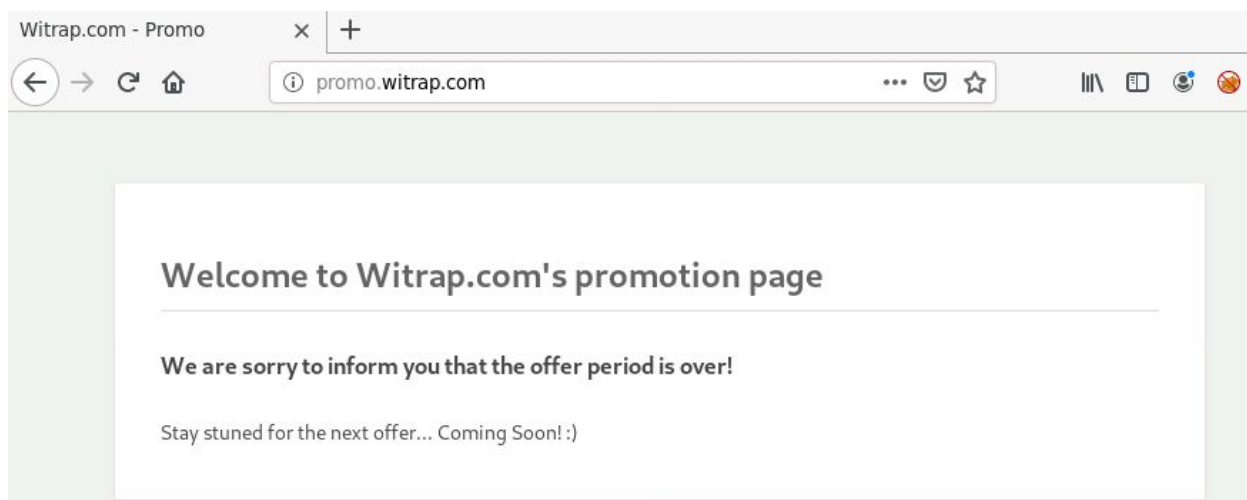 Witrap.com - Promo
promo.witrap.com
Welcome to Witrap.com's promotion page
We are sorry to inform you that the offer period is over!
Stay stuned for the next offer... Coming Soon! :)